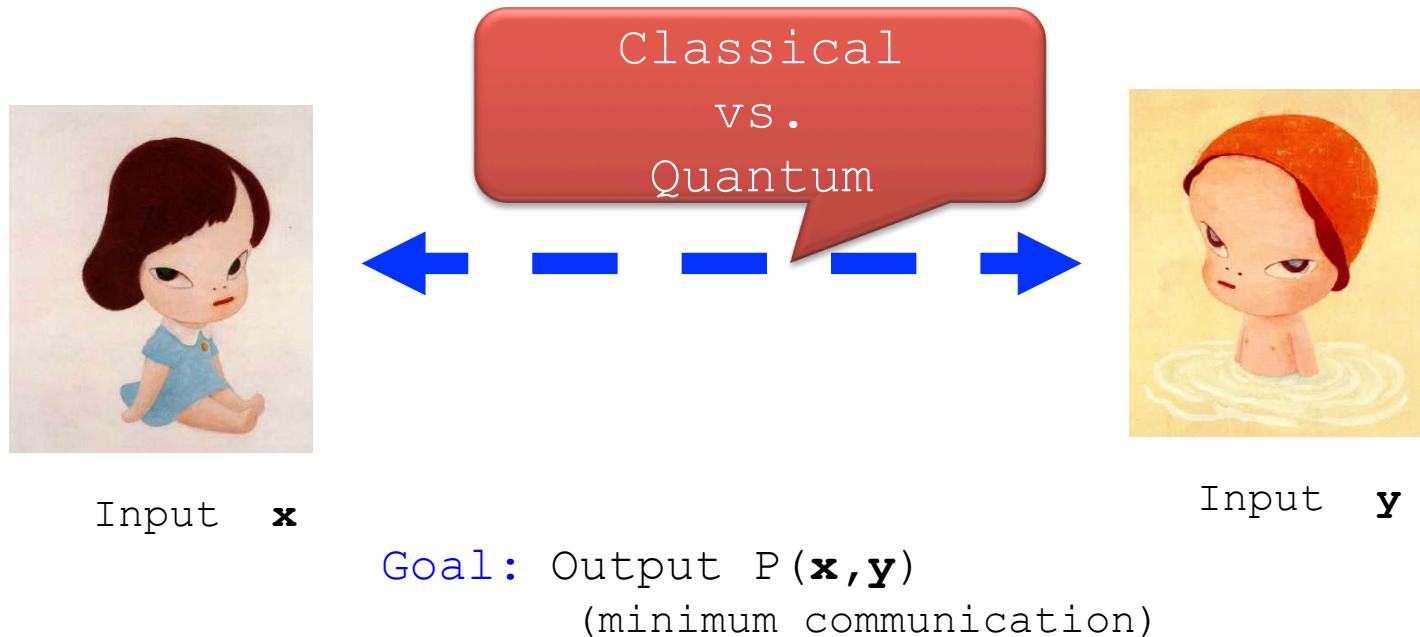 Classical
vs.
Quantum
Input x
Input y
Goal: Output P(x,y)
(minimum communication)